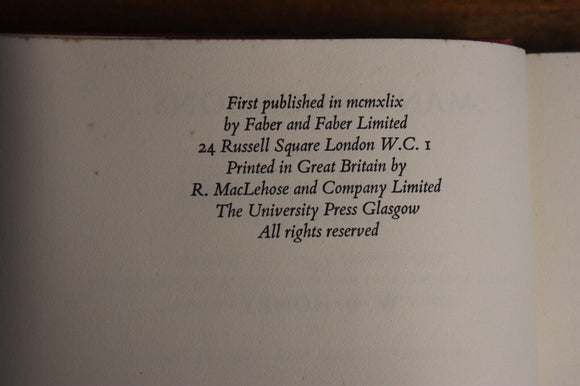 First published in mcmxlix
by Faber and Faber Limited
24 Russell Square London W.C. 1
Printed in Great Britain by
R. MacLehose and Company Limited
The University Press Glasgow
All rights reserved